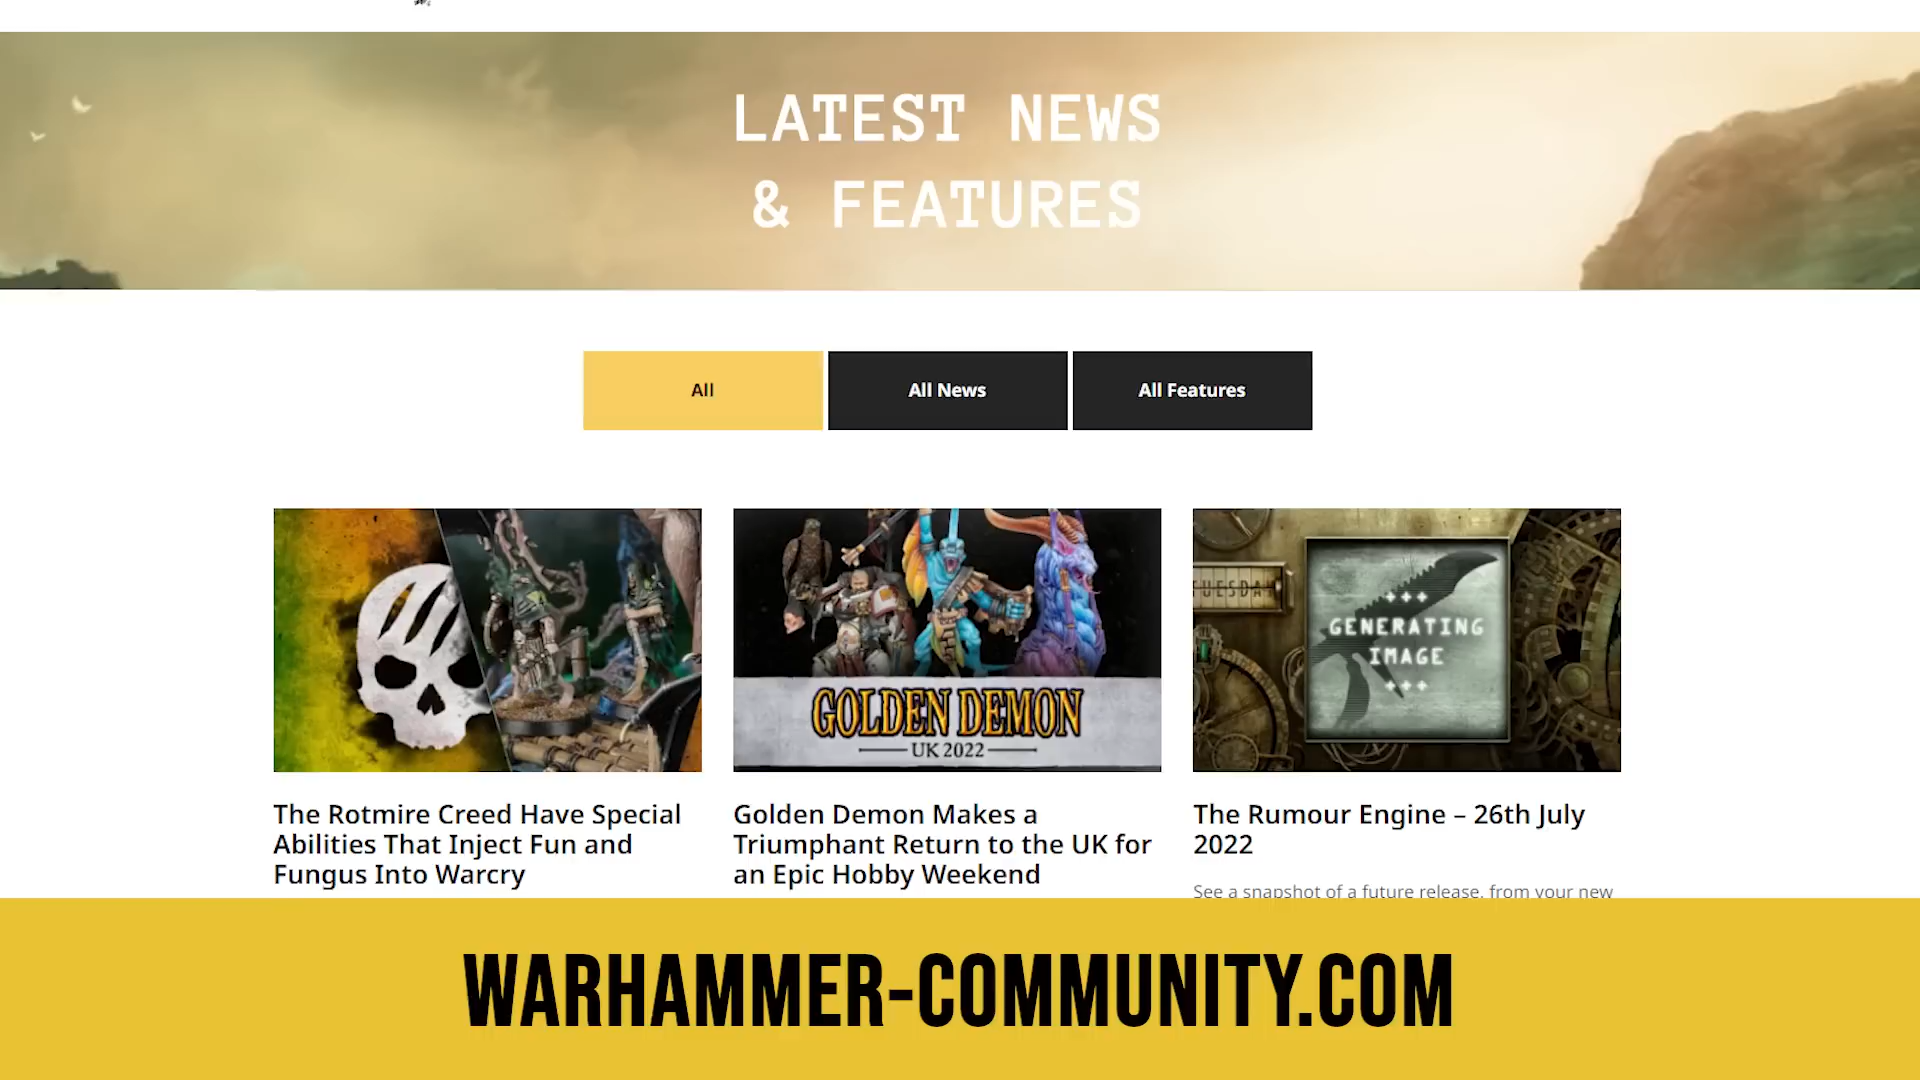 LATEST NEWS
& FEATURES
All
All News
All Features
GOLDEN DEMON
UK 2022
TUESDAY
GENERATING
IMAGE
The Rotmire Creed Have Special
Abilities That Inject Fun and
Fungus Into Warcry
Golden Demon Makes a
Triumphant Return to the UK for
an Epic Hobby Weekend
The Rumour Engine – 26th July
2022
See a snapshot of a future release, from your new
WARHAMMER-COMMUNITY.COM